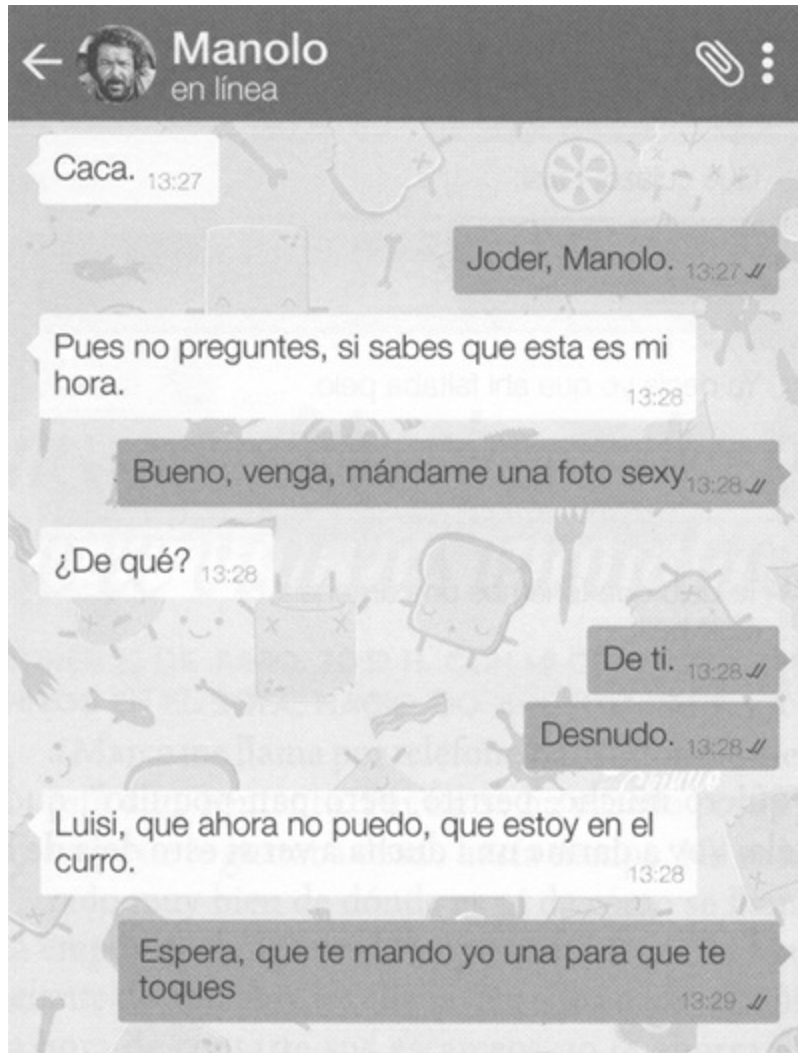 Manolo
en línea
Caca. 13:27
Joder, Manolo. 13:27
Pues no preguntes, si sabes que esta es mi
hora. 13:28
Bueno, venga, mándame una foto sexy 13:28
¿De qué? 13:28
De ti. 13:28
Desnudo. 13:28
Luisi, que ahora no puedo, que estoy en el
curro. 13:28
Espera, que te mando yo una para que te
toques 13:29